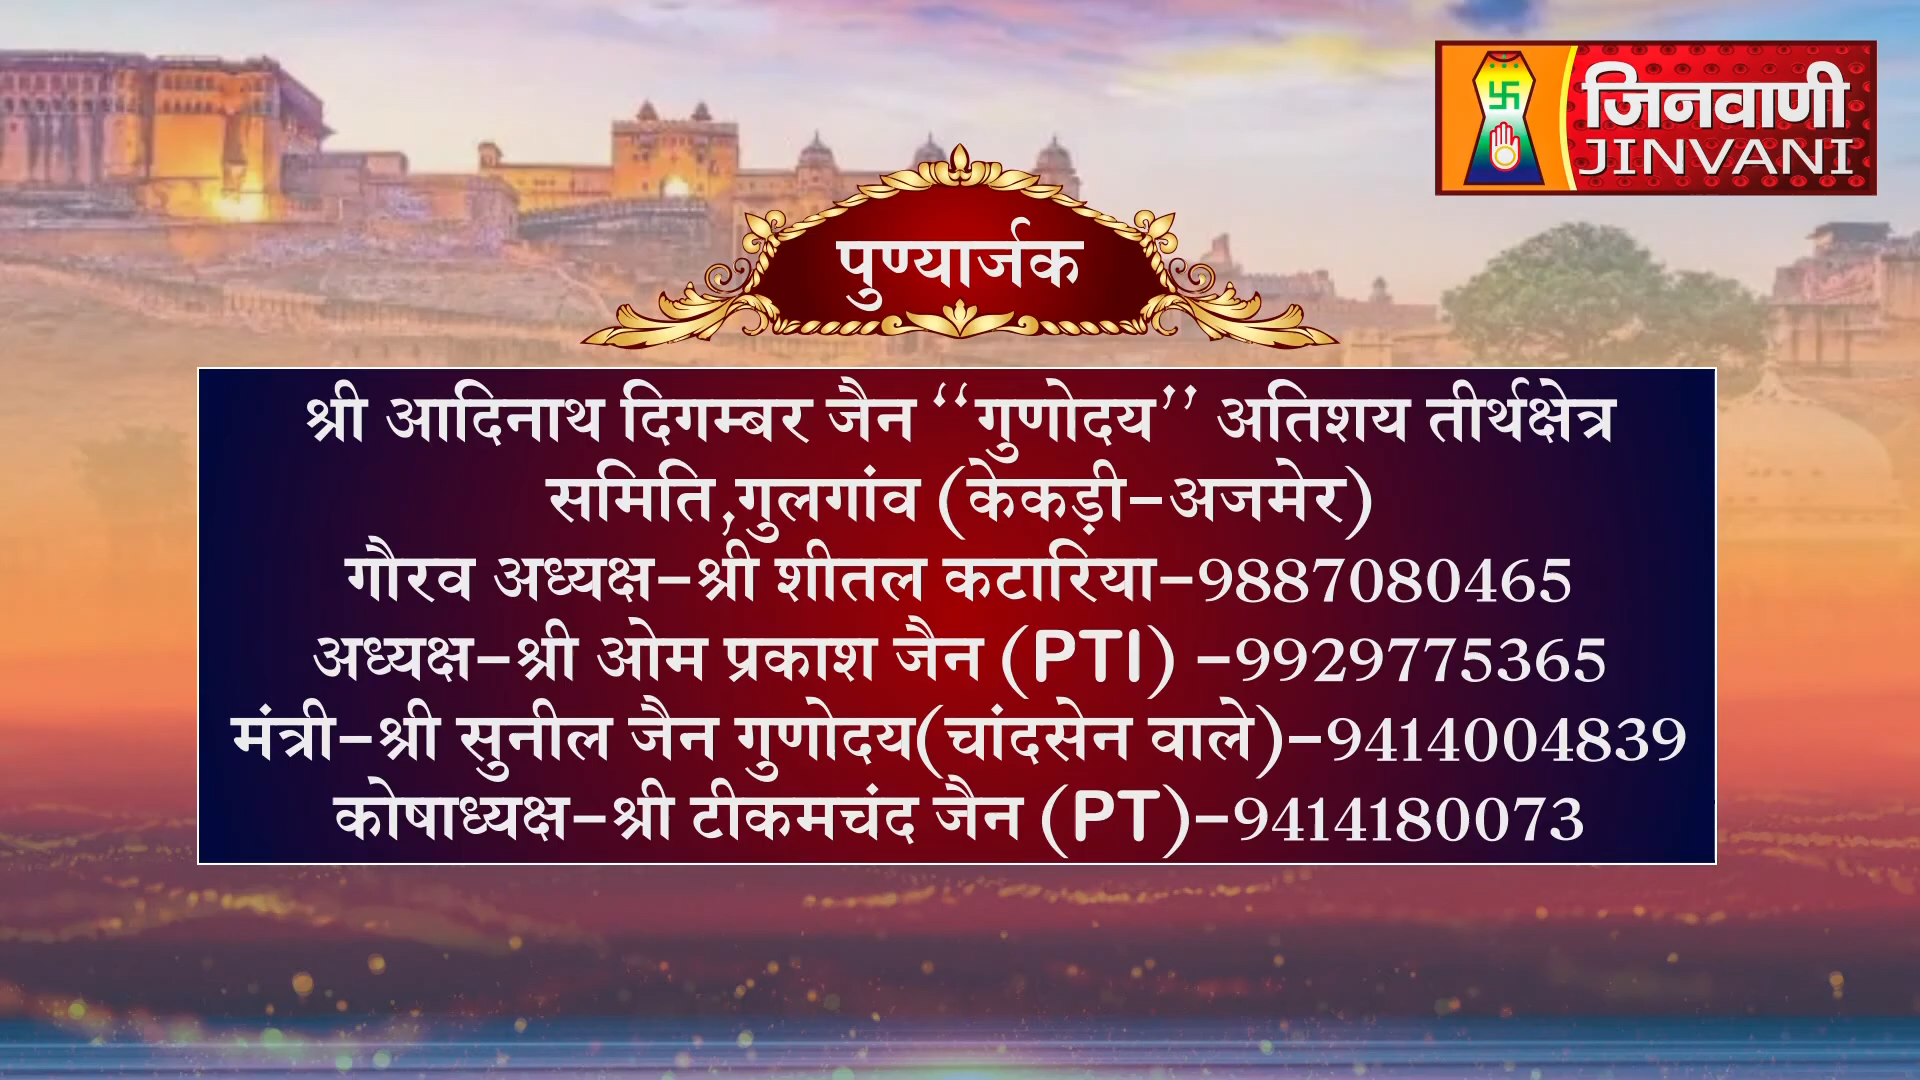 जिनवाणी
JINVANI
पुण्यार्जक
श्री आदिनाथ दिगम्बर जैन ‘‘गुणोदय’’ अतिशय तीर्थक्षेत्र
समिति,गुलगांव (केकड़ी-अजमेर)
गौरव अध्यक्ष-श्री शीतल कटारिया-9887080465
अध्यक्ष-श्री ओम प्रकाश जैन (PTI) -9929775365
मंत्री-श्री सुनील जैन गुणोदय(चांदसेन वाले)-9414004839
कोषाध्यक्ष-श्री टीकमचंद जैन (PT)-9414180073